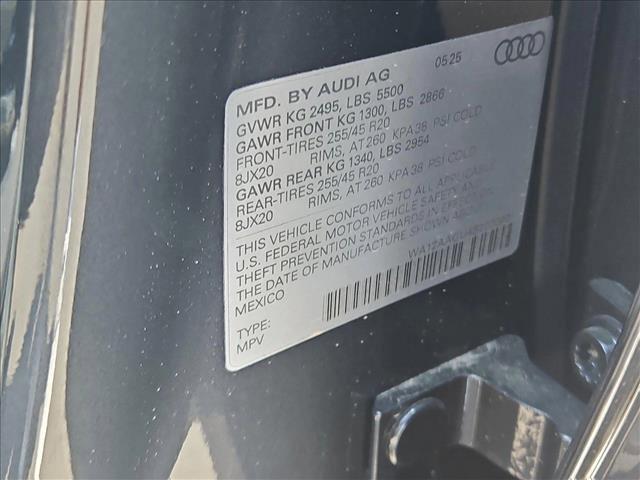 MFD. BY AUDI AG 0525
GVWR KG 2495, LBS 5500
GAWR FRONT KG 1300, LBS 2866
FRONT-TIRES 255/45 R20
8JX20 RIMS, AT 260 KPA 38 PSI COLD
GAWR REAR KG 1340, LBS 2954
REAR-TIRES 255/45 R20
8JX20 RIMS, AT 260 KPA 38 PSI COLD
THIS VEHICLE CONFORMS TO ALL APPLICABLE
U.S. FEDERAL MOTOR VEHICLE SAFETY AND
THEFT PREVENTION STANDARDS IN EFFECT ON
THE DATE OF MANUFACTURE SHOWN ABOVE.
MEXICO
TYPE:
MPV